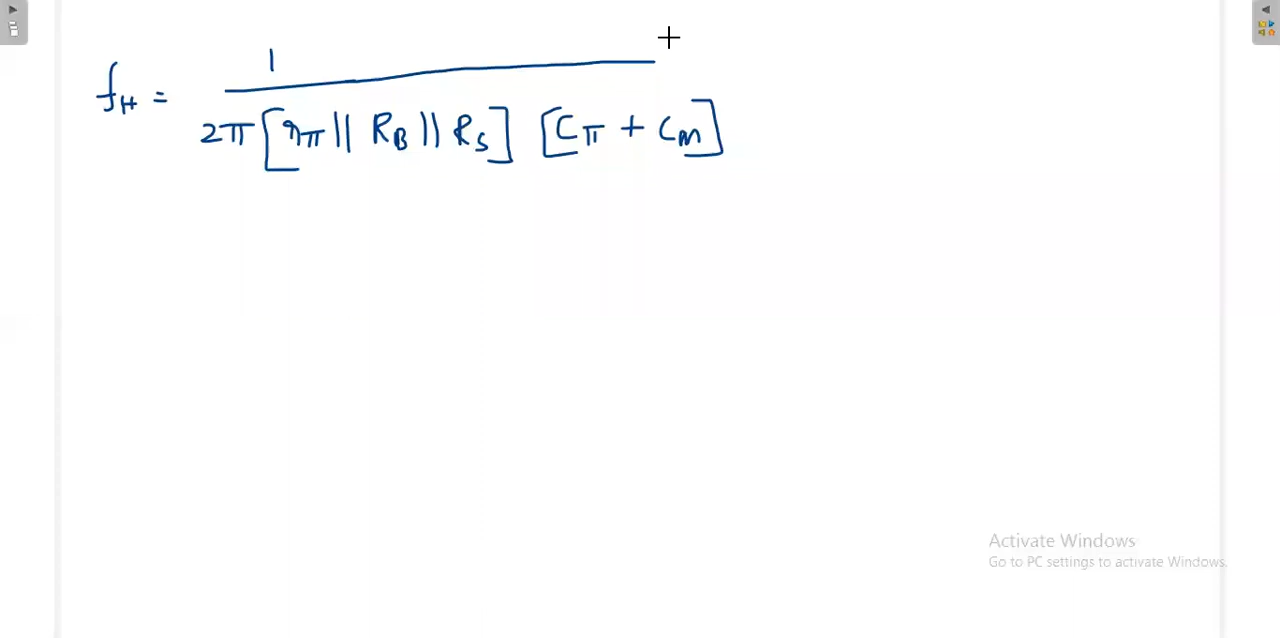 f_H = 1 / 2π [r_π || R_B || R_S] [C_π + C_M]
Activate Windows
Go to PC settings to activate Windows.